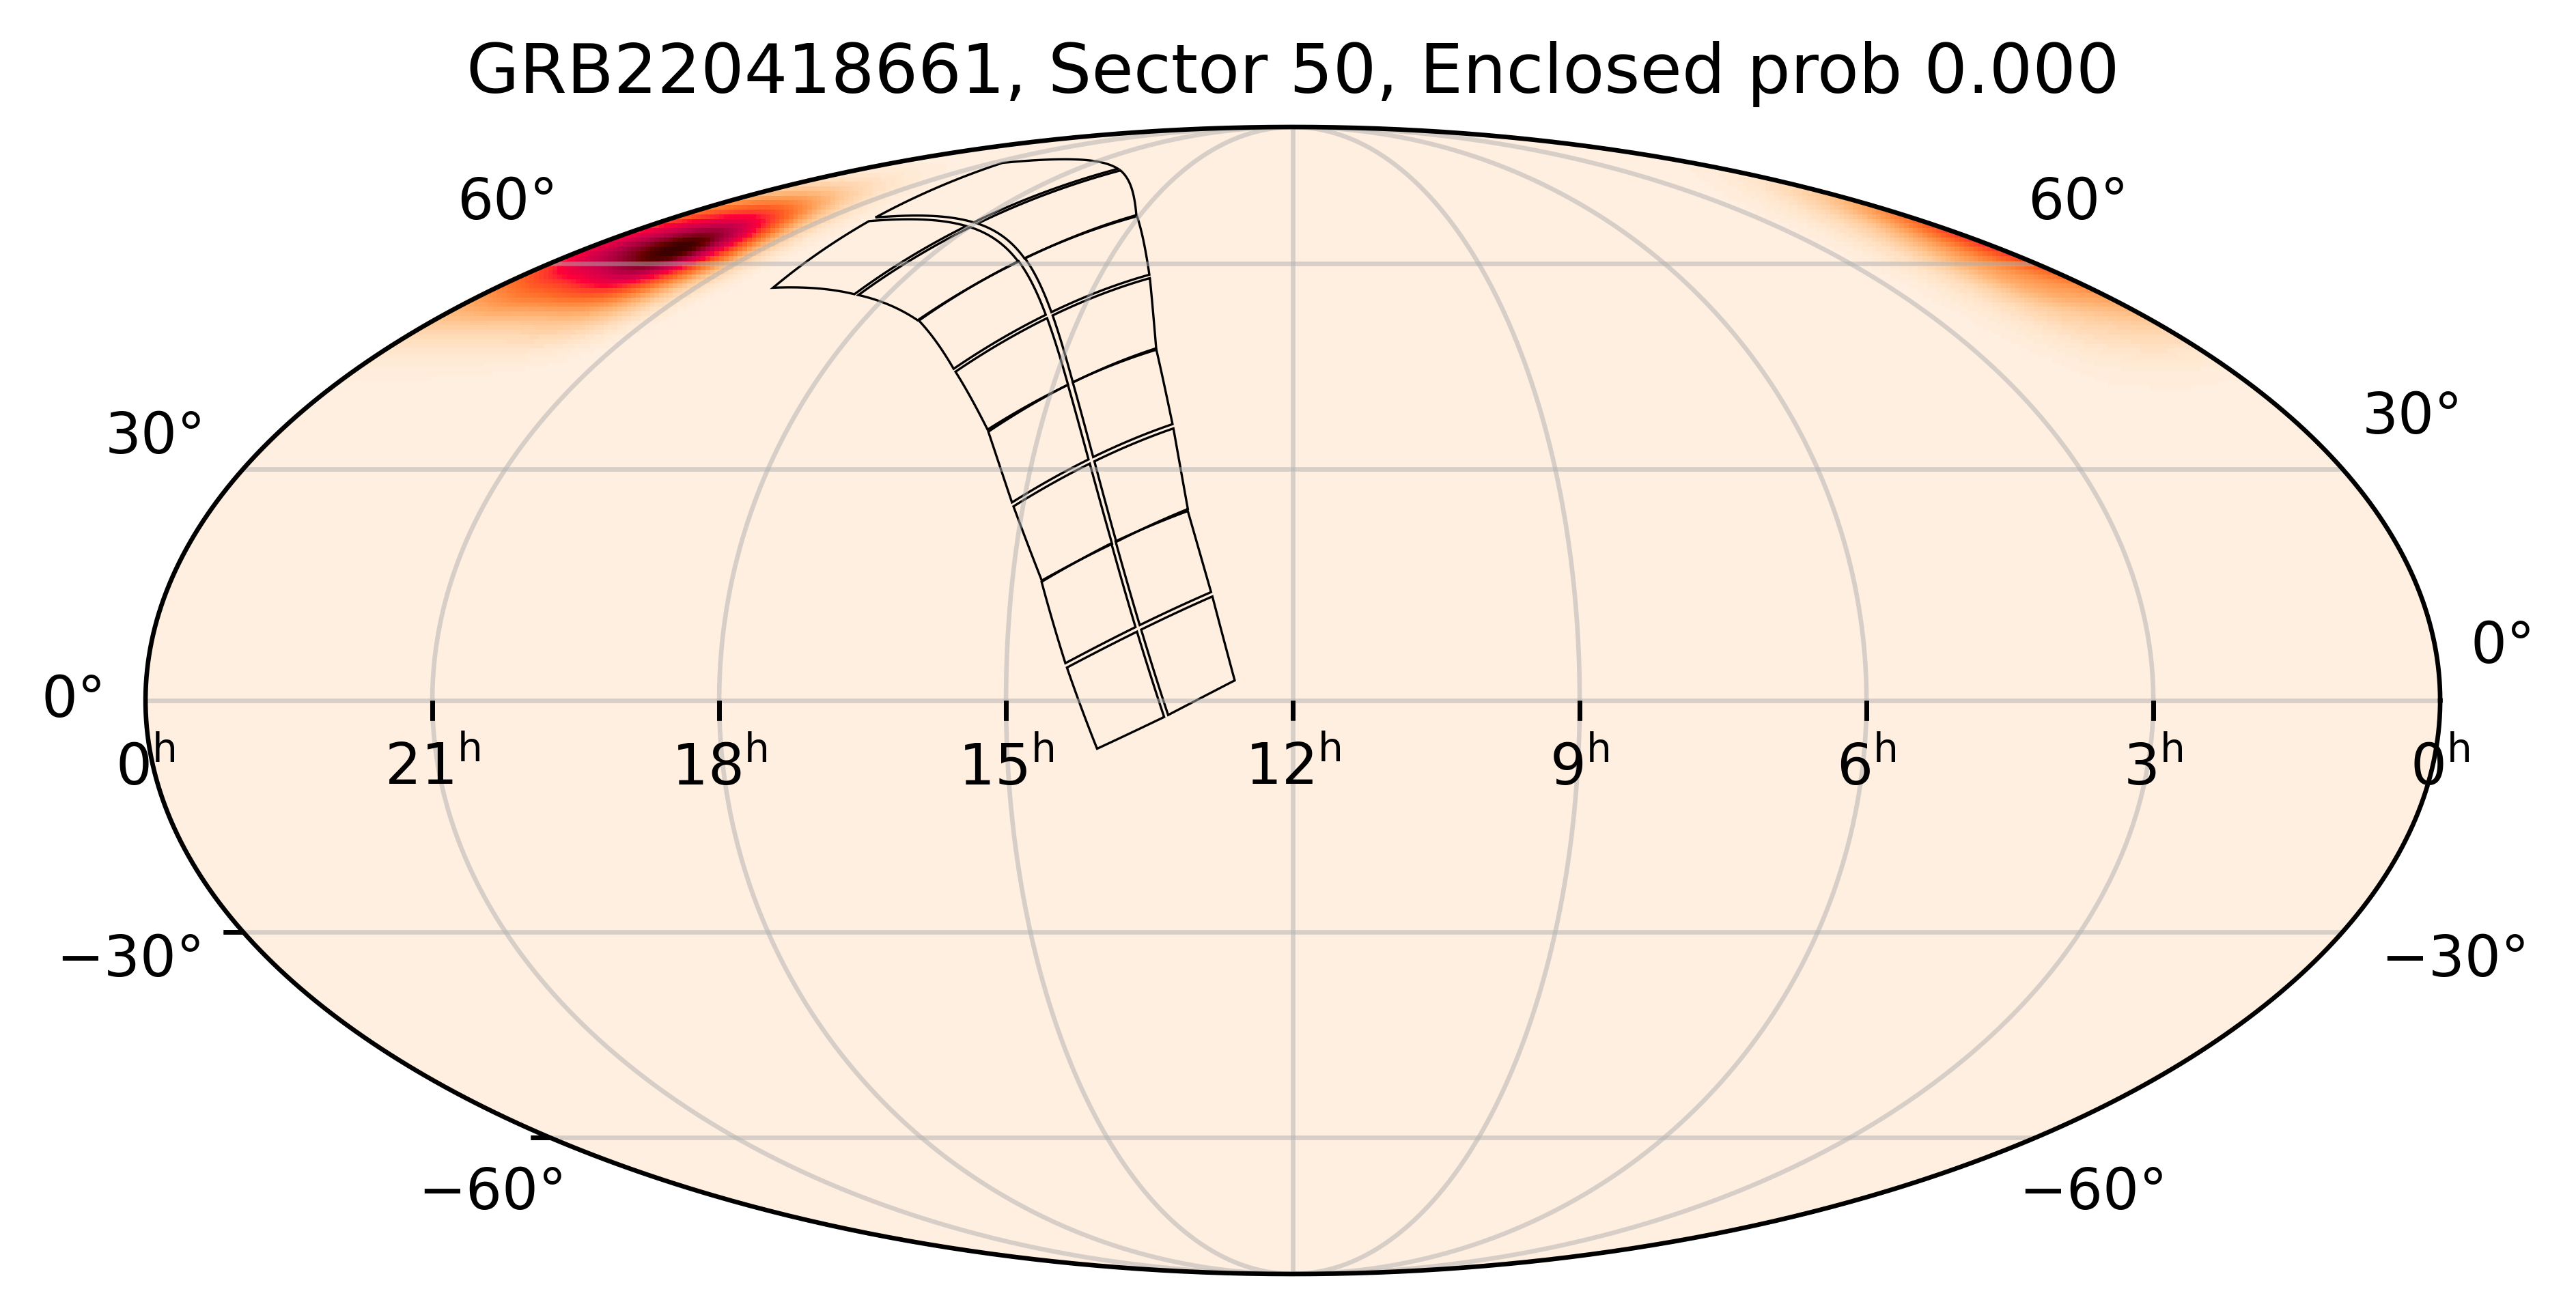 GRB220418661, Sector 50, Enclosed prob 0.000
60° 60°
30° 30°
0° 0°
0ʰ 21ʰ 18ʰ 15ʰ 12ʰ 9ʰ 6ʰ 3ʰ 0ʰ
−30° −30°
−60° −60°